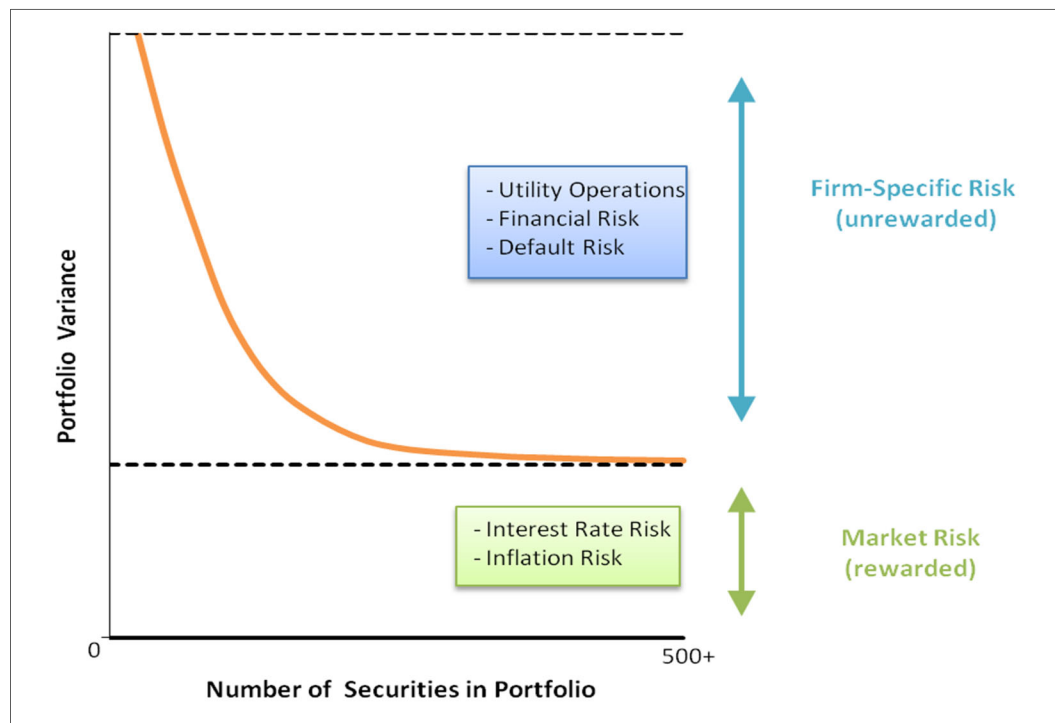 - Utility Operations
- Financial Risk
- Default Risk
Firm-Specific Risk
(unrewarded)
Portfolio Variance
- Interest Rate Risk
- Inflation Risk
Market Risk
(rewarded)
0
500+
Number of Securities in Portfolio